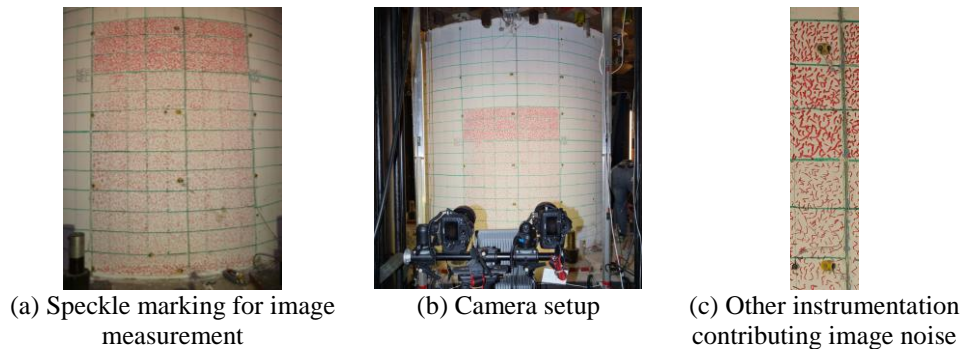 (a) Speckle marking for image
measurement
(b) Camera setup
(c) Other instrumentation
contributing image noise